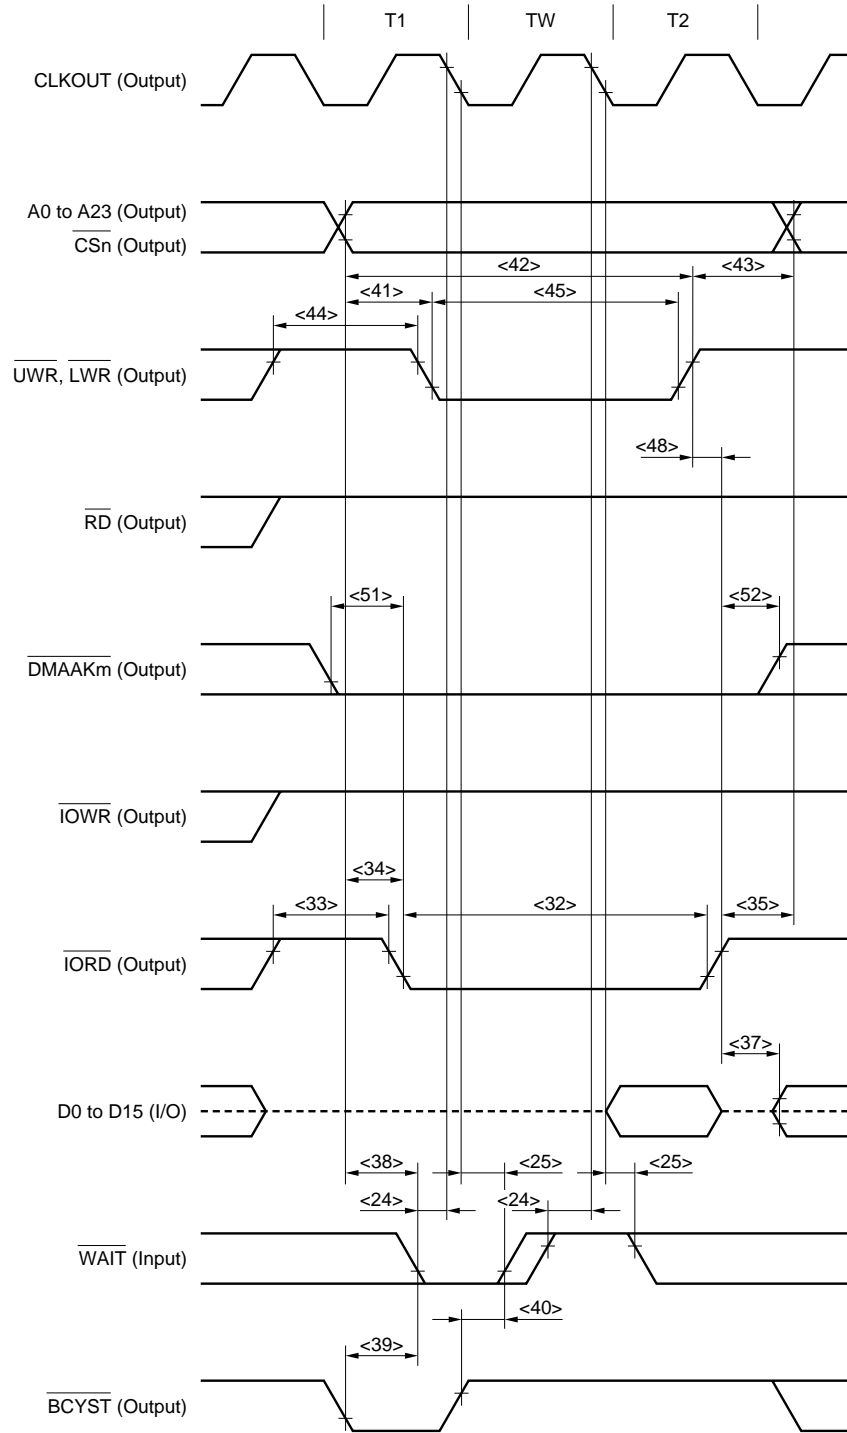 T1 TW T2
CLKOUT (Output)
A0 to A23 (Output)
CSn (Output)
<42> <43>
<41> <45>
<44>
UWR, LWR (Output)
<48>
RD (Output)
<51> <52>
DMAAKm (Output)
IOWR (Output)
<34>
<33> <32> <35>
IORD (Output)
<37>
D0 to D15 (I/O)
<38> <25> <25>
<24> <24>
WAIT (Input)
<40>
<39>
BCYST (Output)